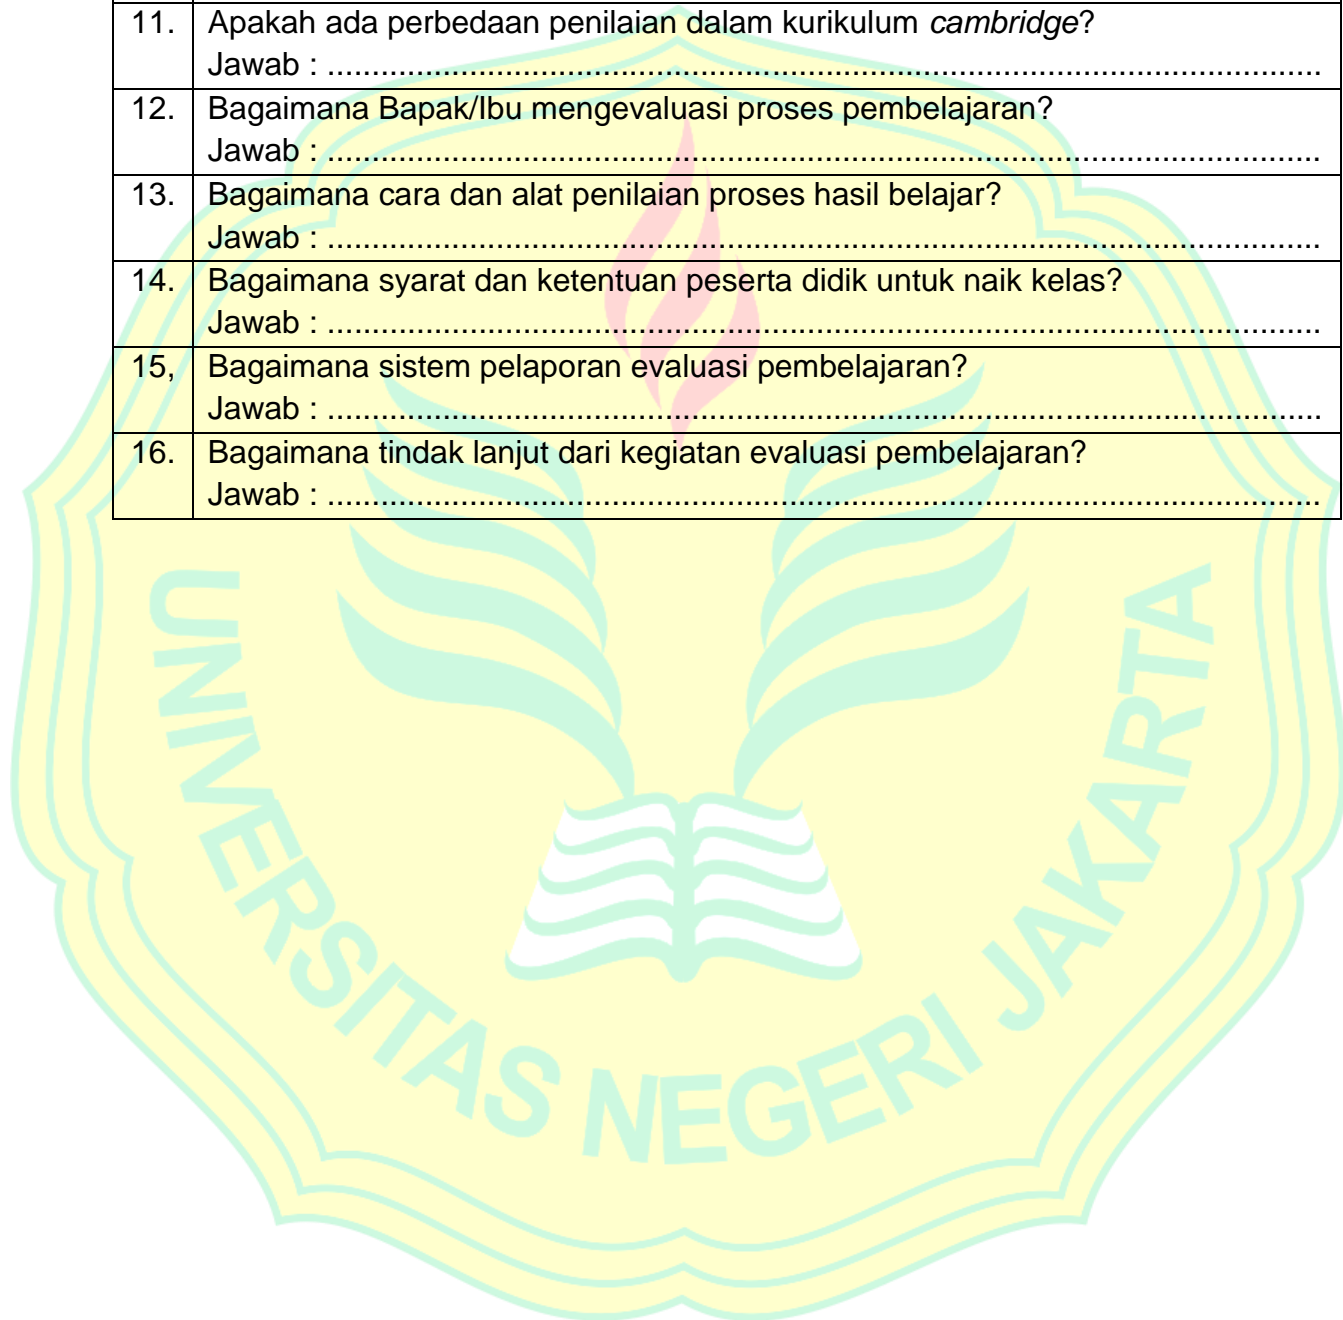 11. Apakah ada perbedaan penilaian dalam kurikulum cambridge?
Jawab : ................................................................................................................
12. Bagaimana Bapak/Ibu mengevaluasi proses pembelajaran?
Jawab : ................................................................................................................
13. Bagaimana cara dan alat penilaian proses hasil belajar?
Jawab : ................................................................................................................
14. Bagaimana syarat dan ketentuan peserta didik untuk naik kelas?
Jawab : ................................................................................................................
15, Bagaimana sistem pelaporan evaluasi pembelajaran?
Jawab : ................................................................................................................
16. Bagaimana tindak lanjut dari kegiatan evaluasi pembelajaran?
Jawab : ................................................................................................................
UNIVERSITAS NEGERI JAKARTA